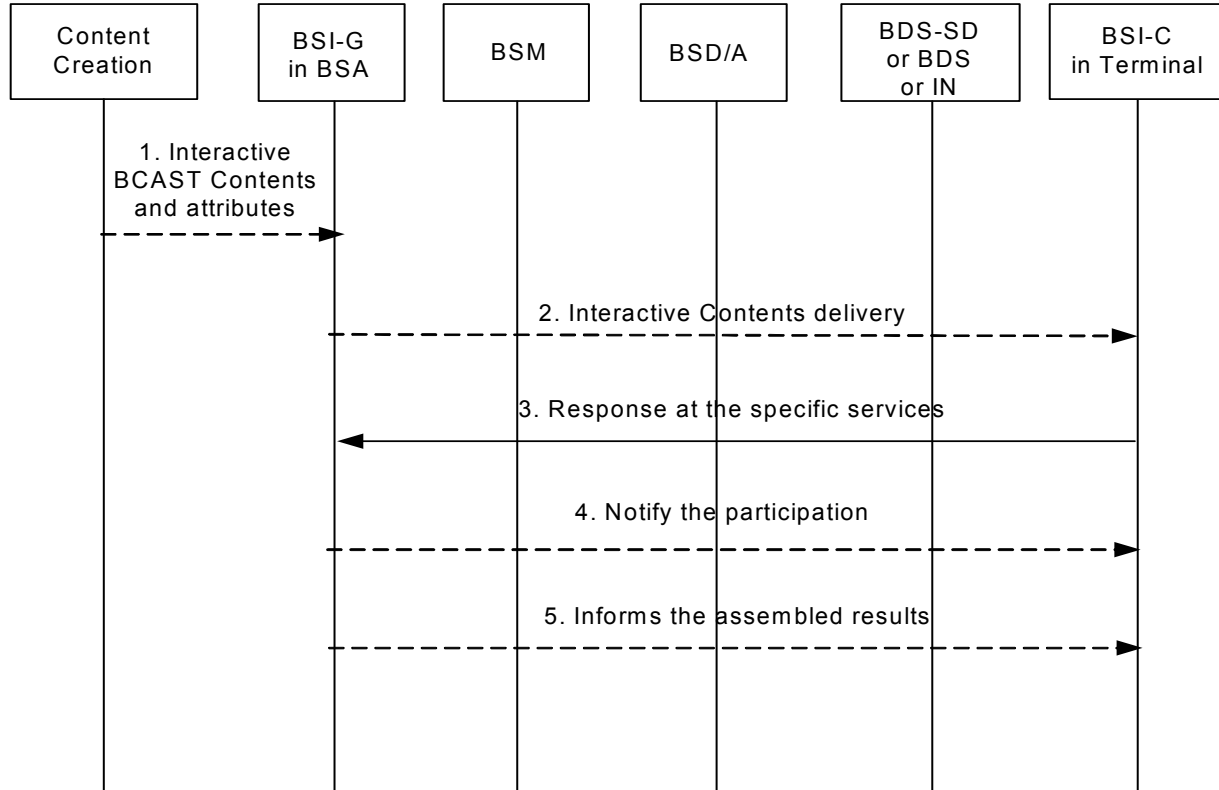 Content
Creation
BSI-G
in BSA
BSM
BSD/A
BDS-SD
or BDS
or IN
BSI-C
in Terminal
1. Interactive
BCAST Contents
and attributes
2. Interactive Contents delivery
3. Response at the specific services
4. Notify the participation
5. Informs the assembled results